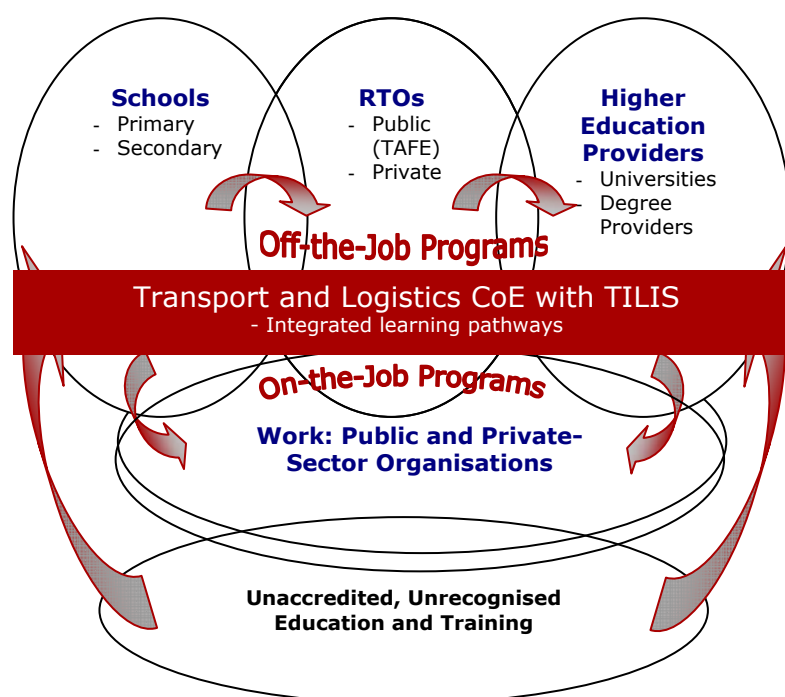 Schools
- Primary
- Secondary
RTOs
- Public
(TAFE)
- Private
Higher
Education
Providers
- Universities
- Degree
Providers
Off-the-Job Programs
Transport and Logistics CoE with TILIS
- Integrated learning pathways
On-the-Job Programs
Work: Public and Private-
Sector Organisations
Unaccredited, Unrecognised
Education and Training